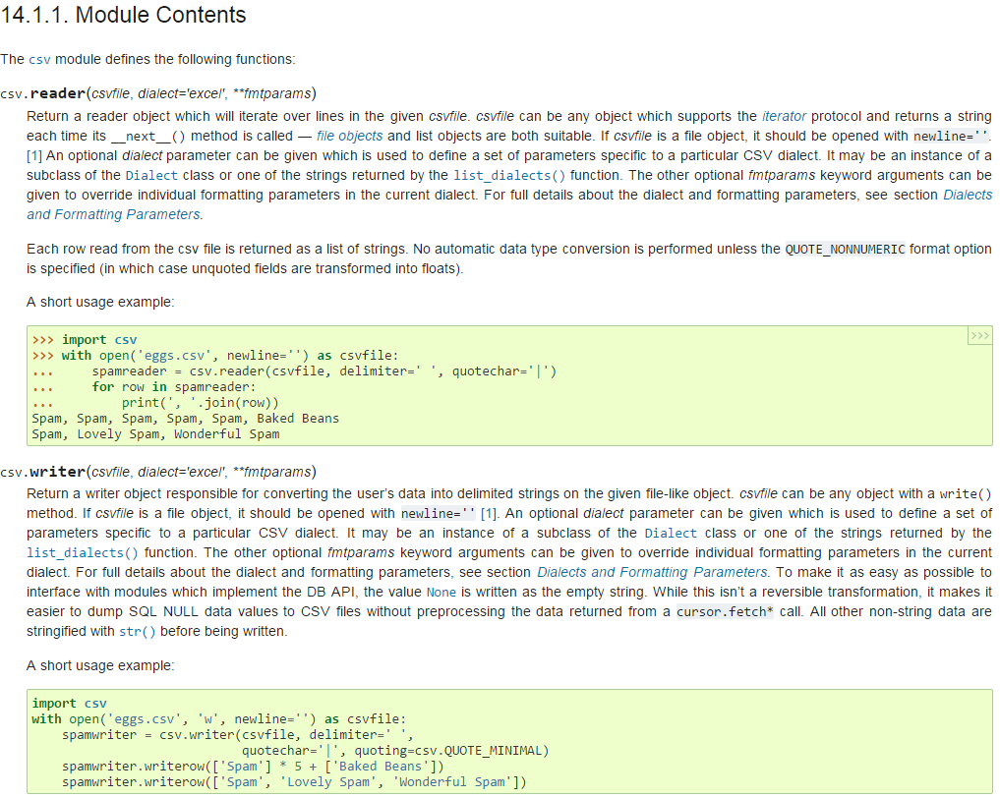 14.1.1. Module Contents
The csv module defines the following functions:
csv.reader(csvfile, dialect='excel', **fmtparams)
Return a reader object which will iterate over lines in the given csvfile. csvfile can be any object which supports the iterator protocol and returns a string
each time its __next__() method is called — file objects and list objects are both suitable. If csvfile is a file object, it should be opened with newline=''.
[1] An optional dialect parameter can be given which is used to define a set of parameters specific to a particular CSV dialect. It may be an instance of a
subclass of the Dialect class or one of the strings returned by the list_dialects() function. The other optional fmtparams keyword arguments can be
given to override individual formatting parameters in the current dialect. For full details about the dialect and formatting parameters, see section Dialects
and Formatting Parameters.
Each row read from the csv file is returned as a list of strings. No automatic data type conversion is performed unless the QUOTE_NONNUMERIC format option
is specified (in which case unquoted fields are transformed into floats).
A short usage example:
>>>
>>> import csv
>>> with open('eggs.csv', newline='') as csvfile:
...     spamreader = csv.reader(csvfile, delimiter=' ', quotechar='|')
...     for row in spamreader:
...         print(', '.join(row))
Spam, Spam, Spam, Spam, Spam, Baked Beans
Spam, Lovely Spam, Wonderful Spam
csv.writer(csvfile, dialect='excel', **fmtparams)
Return a writer object responsible for converting the user's data into delimited strings on the given file-like object. csvfile can be any object with a write()
method. If csvfile is a file object, it should be opened with newline='' [1]. An optional dialect parameter can be given which is used to define a set of
parameters specific to a particular CSV dialect. It may be an instance of a subclass of the Dialect class or one of the strings returned by the
list_dialects() function. The other optional fmtparams keyword arguments can be given to override individual formatting parameters in the current
dialect. For full details about the dialect and formatting parameters, see section Dialects and Formatting Parameters. To make it as easy as possible to
interface with modules which implement the DB API, the value None is written as the empty string. While this isn't a reversible transformation, it makes it
easier to dump SQL NULL data values to CSV files without preprocessing the data returned from a cursor.fetch* call. All other non-string data are
stringified with str() before being written.
A short usage example:
import csv
with open('eggs.csv', 'w', newline='') as csvfile:
    spamwriter = csv.writer(csvfile, delimiter=' ',
                            quotechar='|', quoting=csv.QUOTE_MINIMAL)
    spamwriter.writerow(['Spam'] * 5 + ['Baked Beans'])
    spamwriter.writerow(['Spam', 'Lovely Spam', 'Wonderful Spam'])